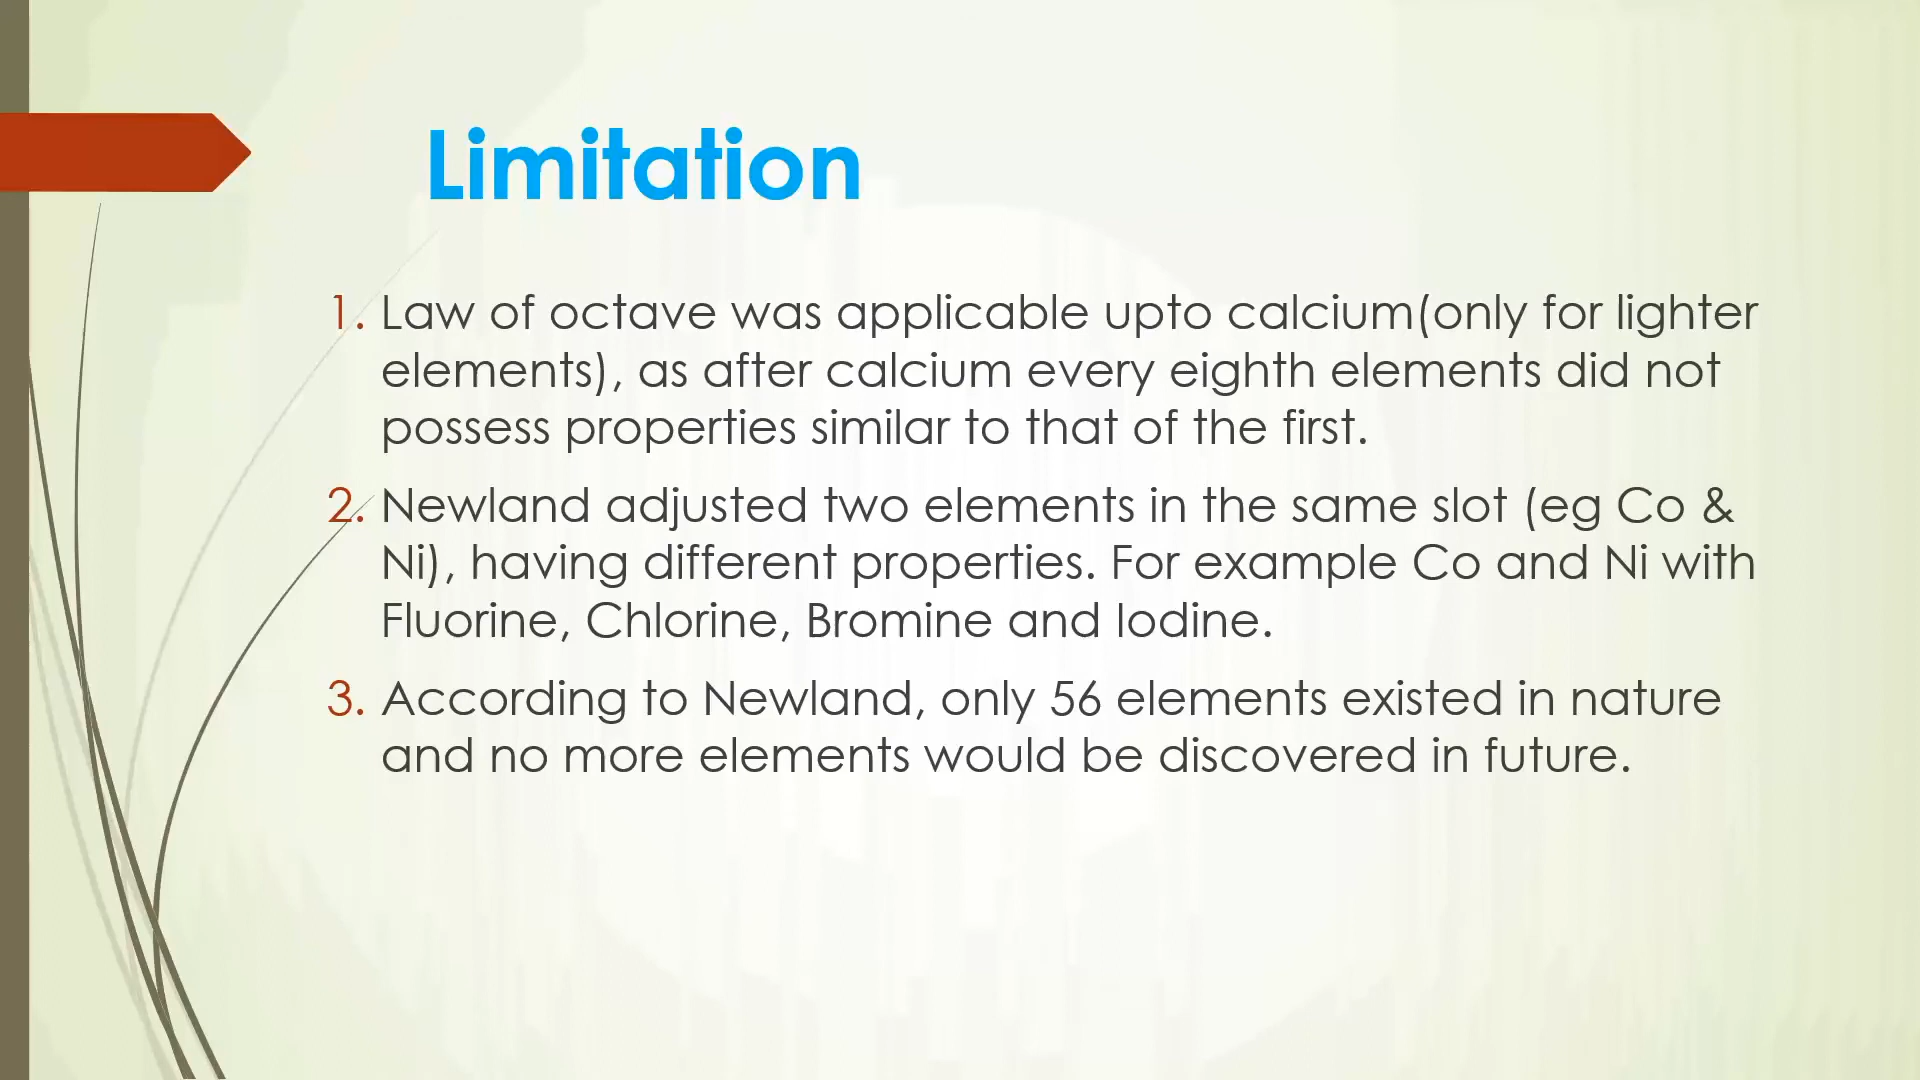 Limitation
1. Law of octave was applicable upto calcium(only for lighter
elements), as after calcium every eighth elements did not
possess properties similar to that of the first.
2. Newland adjusted two elements in the same slot (eg Co &
Ni), having different properties. For example Co and Ni with
Fluorine, Chlorine, Bromine and Iodine.
3. According to Newland, only 56 elements existed in nature
and no more elements would be discovered in future.